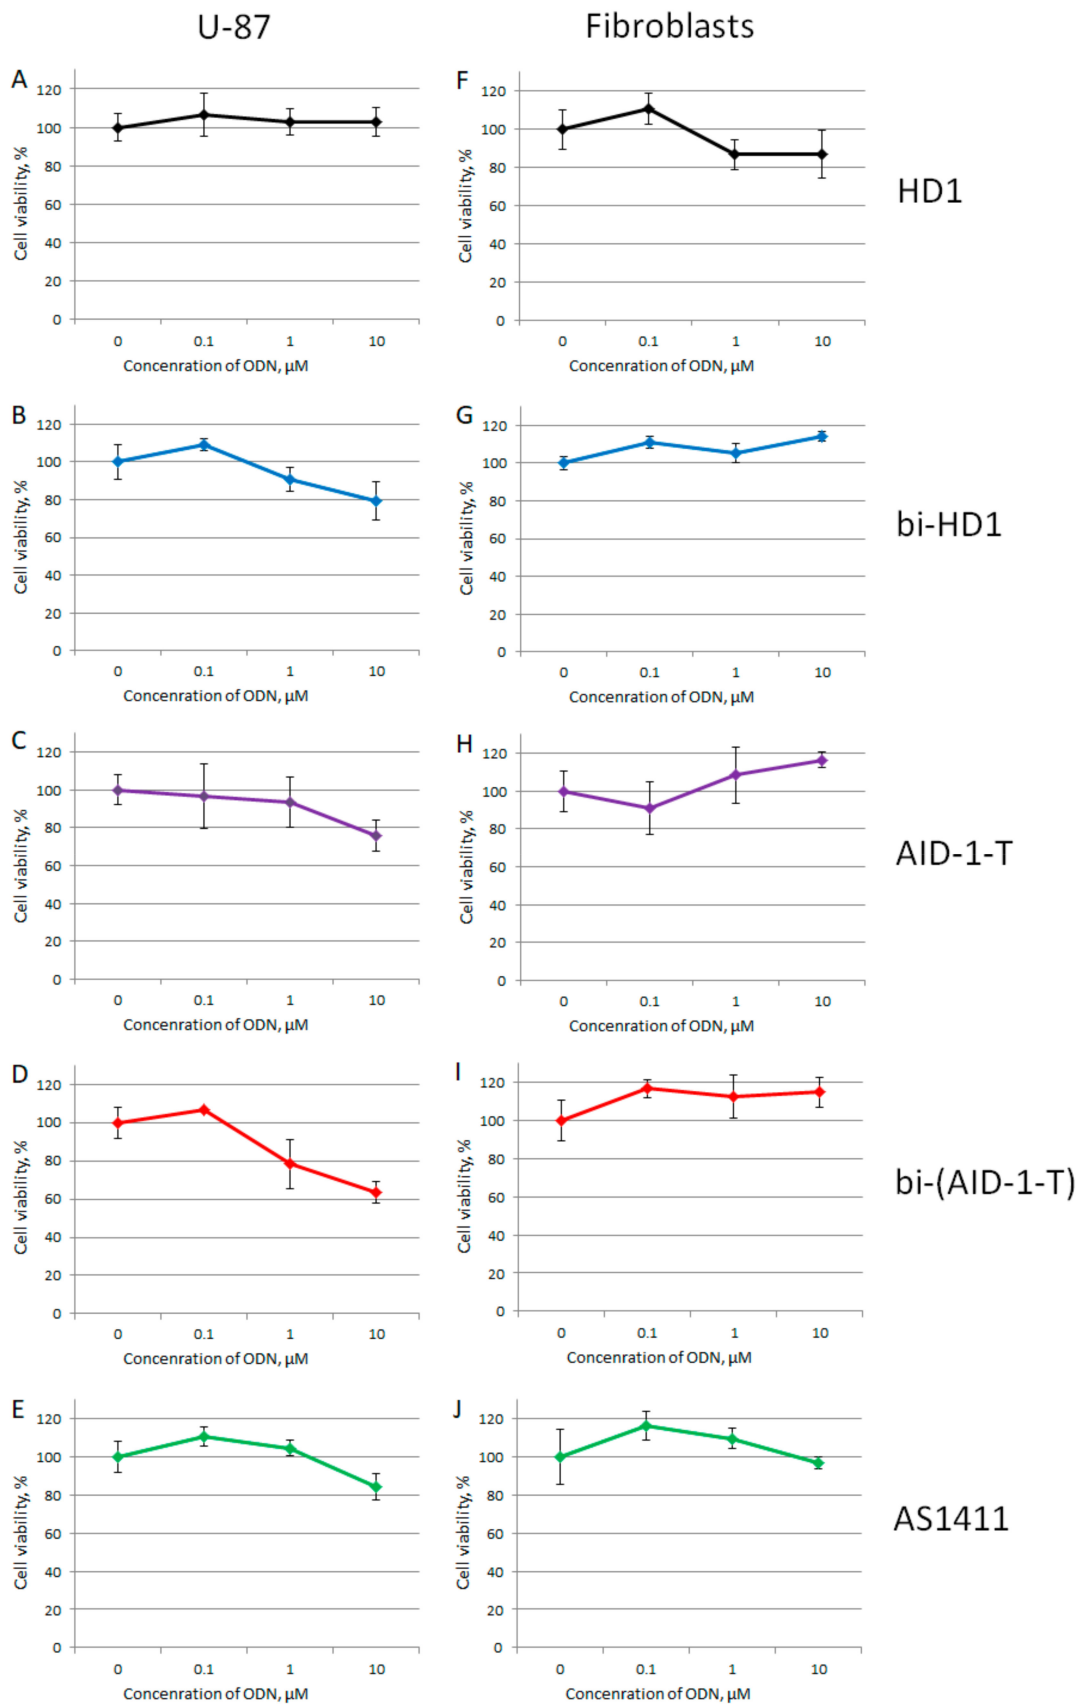 U-87 Fibroblasts
A
120
100
80
60
40
20
0
Cell viability, %
0 0.1 1 10
Concenration of ODN, µM
F
120
100
80
60
40
20
0
Cell viability, %
0 0.1 1 10
Concenration of ODN, µM
HD1
B
120
100
80
60
40
20
0
Cell viability, %
0 0.1 1 10
Concenration of ODN, µM
G
120
100
80
60
40
20
0
Cell viability, %
0 0.1 1 10
Concenration of ODN, µM
bi-HD1
C
120
100
80
60
40
20
0
Cell viability, %
0 0.1 1 10
Concenration of ODN, µM
H
120
100
80
60
40
20
0
Cell viability, %
0 0.1 1 10
Concenration of ODN, µM
AID-1-T
D
120
100
80
60
40
20
0
Cell viability, %
0 0.1 1 10
Concenration of ODN, µM
I
120
100
80
60
40
20
0
Cell viability, %
0 0.1 1 10
Concenration of ODN, µM
bi-(AID-1-T)
E
120
100
80
60
40
20
0
Cell viability, %
0 0.1 1 10
Concenration of ODN, µM
J
120
100
80
60
40
20
0
Cell viability, %
0 0.1 1 10
Concenration of ODN, µM
AS1411